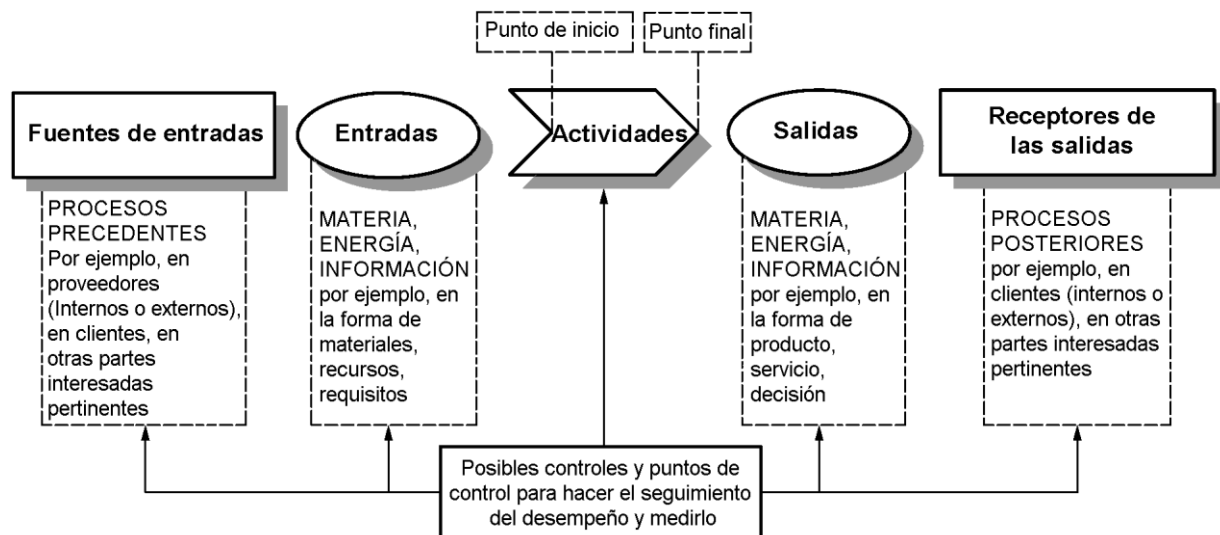 Punto de inicio
Punto final
Fuentes de entradas
Entradas
Actividades
Salidas
Receptores de
las salidas
PROCESOS
PRECEDENTES
Por ejemplo, en
proveedores
(Internos o externos),
en clientes, en
otras partes
interesadas
pertinentes
MATERIA,
ENERGÍA,
INFORMACIÓN
por ejemplo, en
la forma de
materiales,
recursos,
requisitos
MATERIA,
ENERGÍA,
INFORMACIÓN
por ejemplo, en
la forma de
producto,
servicio,
decisión
PROCESOS
POSTERIORES
por ejemplo, en
clientes (internos o
externos), en otras
partes interesadas
pertinentes
Posibles controles y puntos de
control para hacer el seguimiento
del desempeño y medirlo